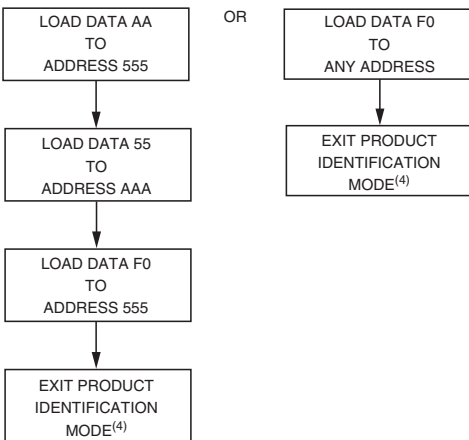 LOAD DATA AA
TO
ADDRESS 555
LOAD DATA 55
TO
ADDRESS AAA
LOAD DATA F0
TO
ADDRESS 555
EXIT PRODUCT
IDENTIFICATION
MODE(4)
OR
LOAD DATA F0
TO
ANY ADDRESS
EXIT PRODUCT
IDENTIFICATION
MODE(4)